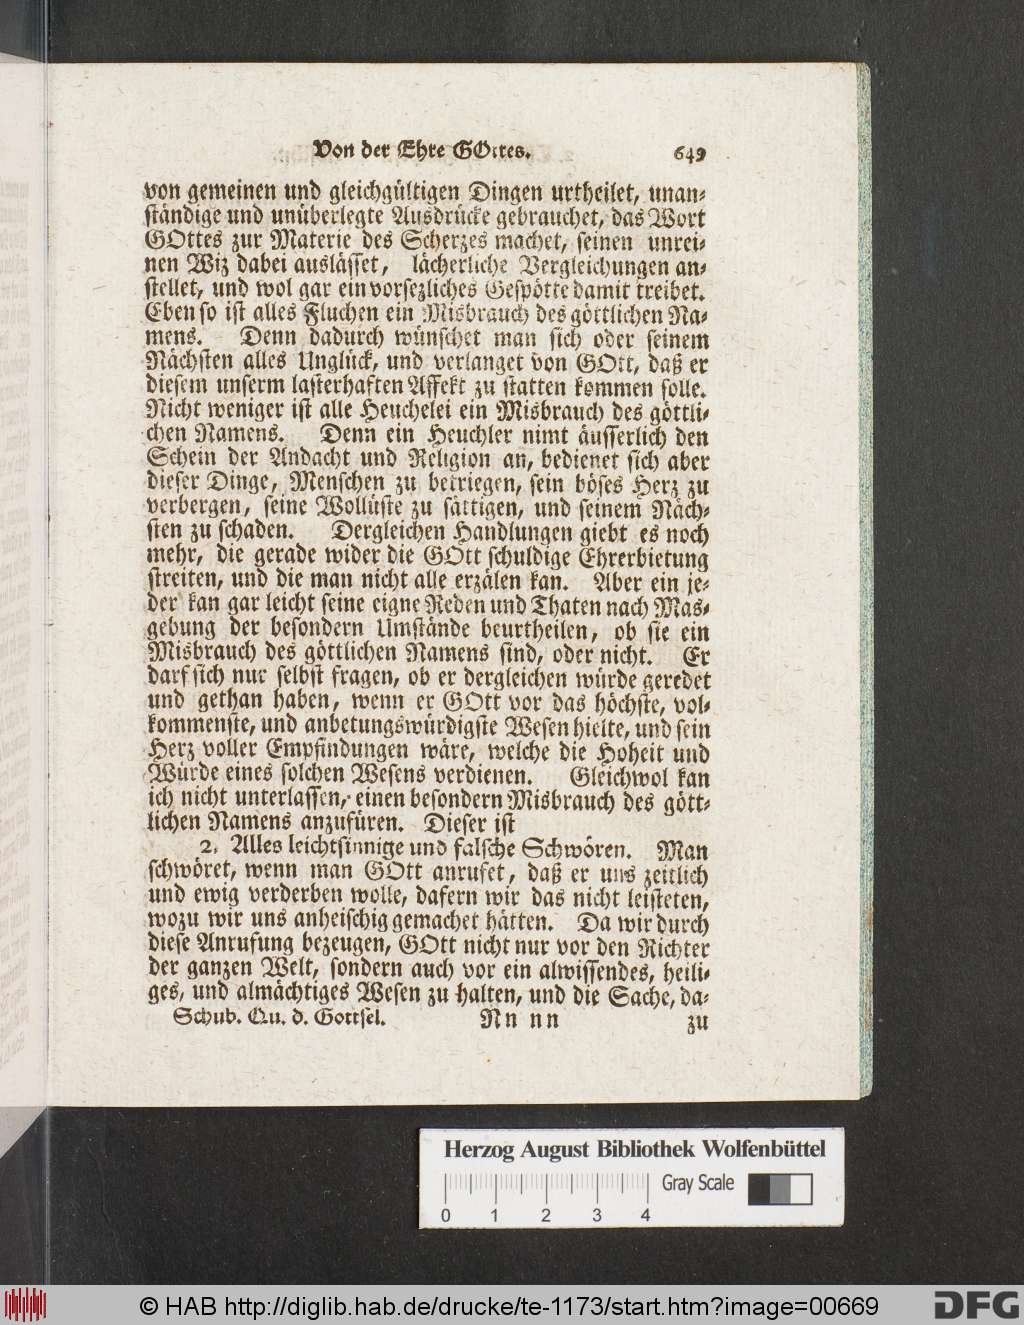 Von der Ehre GOttes. 649
von gemeinen und gleichgültigen Dingen urtheilet, unan-
ständige und unüberlegte Ausdrücke gebrauchet, das Wort
GOttes zur Materie des Scherzes machet, seinen unrei-
nen Wiz dabei auslässet, lächerliche Vergleichungen an-
stellet, und wol gar ein vorsezliches Gespötte damit treibet.
Eben so ist alles Fluchen ein Misbrauch des göttlichen Na-
mens. Denn dadurch wünschet man sich oder seinem
Nächsten alles Unglück, und verlanget von GOtt, daß er
diesem unserm lasterhaften Affekt zu statten kommen solle.
Nicht weniger ist alle Heuchelei ein Misbrauch des göttli-
chen Namens. Denn ein Heuchler nimt äusserlich den
Schein der Andacht und Religion an, bedienet sich aber
dieser Dinge, Menschen zu betriegen, sein böses Herz zu
verbergen, seine Wollüste zu sättigen, und seinem Näch-
sten zu schaden. Dergleichen Handlungen giebt es noch
mehr, die gerade wider die GOtt schuldige Ehrerbietung
streiten, und die man nicht alle erzälen kan. Aber ein je-
der kan gar leicht seine eigne Reden und Thaten nach Mas-
gebung der besondern Umstände beurtheilen, ob sie ein
Misbrauch des göttlichen Namens sind, oder nicht. Er
darf sich nur selbst fragen, ob er dergleichen würde geredet
und gethan haben, wenn er GOtt vor das höchste, vol-
kommenste, und anbetungswürdigste Wesen hielte, und sein
Herz voller Empfindungen wäre, welche die Hoheit und
Würde eines solchen Wesens verdienen. Gleichwol kan
ich nicht unterlassen, einen besondern Misbrauch des gött-
lichen Namens anzufüren. Dieser ist
2. Alles leichtsinnige und falsche Schwören. Man
schwöret, wenn man GOtt anrufet, daß er uns zeitlich
und ewig verderben wolle, dafern wir das nicht leisteten,
wozu wir uns anheischig gemachet hätten. Da wir durch
diese Anrufung bezeugen, GOtt nicht nur vor den Richter
der ganzen Welt, sondern auch vor ein alwissendes, heili-
ges, und almächtiges Wesen zu halten, und die Sache, da-
Schub. Qu. d. Gottsel. Nn nn zu
Herzog August Bibliothek Wolfenbüttel
Gray Scale
0 1 2 3 4
© HAB http://diglib.hab.de/drucke/te-1173/start.htm?image=00669
DFG